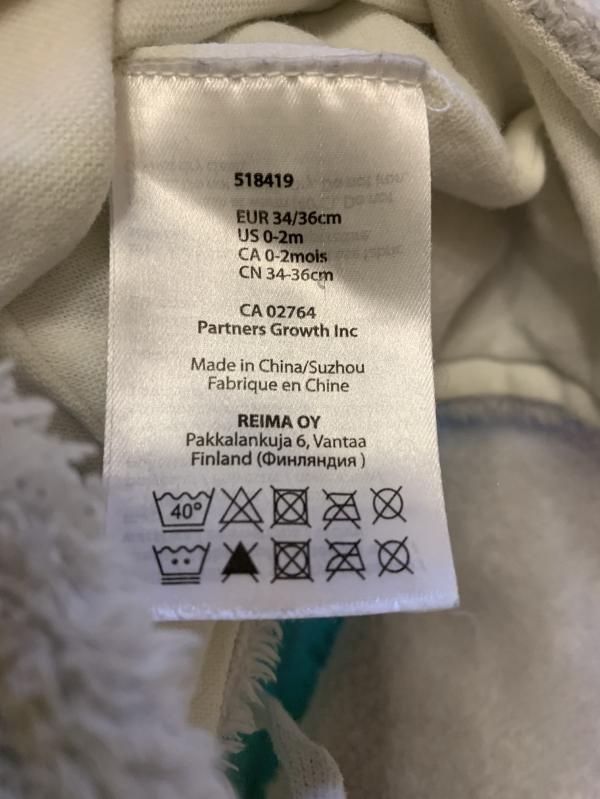 518419
EUR 34/36cm
US 0-2m
CA 0-2mois
CN 34-36cm
CA 02764
Partners Growth Inc
Made in China/Suzhou
Fabrique en Chine
REIMA OY
Pakkalankuja 6, Vantaa
Finland (Финляндия )
40°